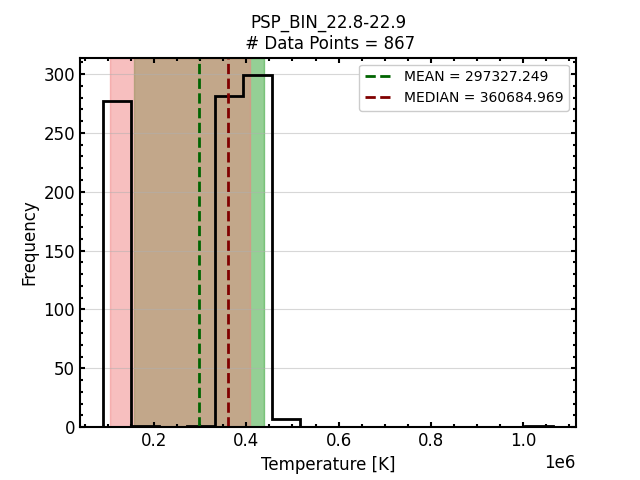 PSP_BIN_22.8-22.9
# Data Points = 867
MEAN = 297327.249
MEDIAN = 360684.969
300
250
200
150
100
50
0
Frequency
0.2 0.4 0.6 0.8 1.0
1e6
Temperature [K]